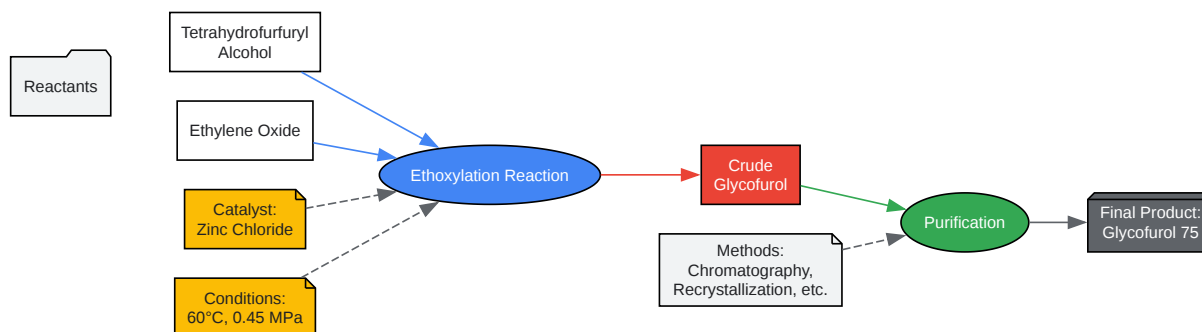 Reactants
Tetrahydrofurfuryl
Alcohol
Ethylene Oxide
Catalyst:
Zinc Chloride
Conditions:
60°C, 0.45 MPa
Ethoxylation Reaction
Crude
Glycofurol
Methods:
Chromatography,
Recrystallization, etc.
Purification
Final Product:
Glycofurol 75